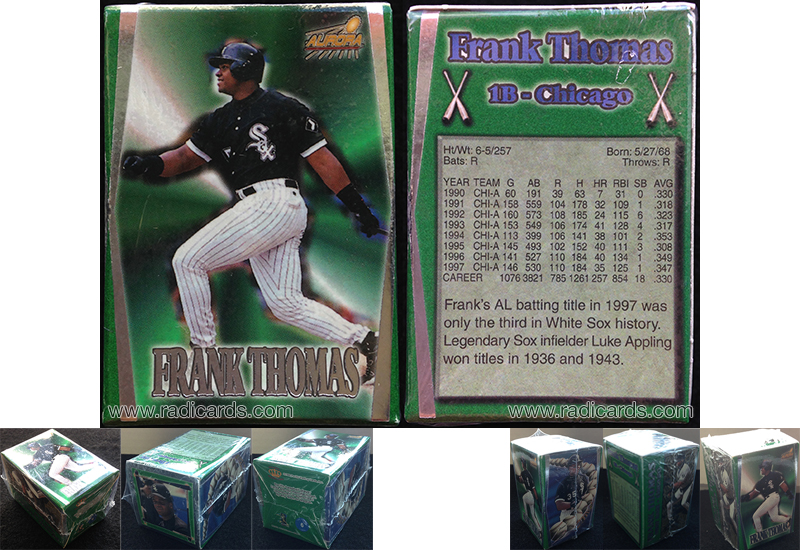 AURORA
Sox
FRANK THOMAS
www.radicards.com
Frank Thomas
1B - Chicago
Ht/Wt: 6-5/257 Born: 5/27/68
Bats: R Throws: R
YEAR TEAM G AB R H HR RBI SB AVG
1990 CHI-A 60 191 39 63 7 31 0 .330
1991 CHI-A 158 559 104 178 32 109 1 .318
1992 CHI-A 160 573 108 185 24 115 6 .323
1993 CHI-A 153 549 106 174 41 128 4 .317
1994 CHI-A 113 399 106 141 38 101 2 .353
1995 CHI-A 145 493 102 152 40 111 3 .308
1996 CHI-A 141 527 110 184 40 134 1 .349
1997 CHI-A 146 530 110 184 35 125 1 .347
CAREER 1076 3821 785 1261 257 854 18 .330
Frank's AL batting title in 1997 was
only the third in White Sox history.
Legendary Sox infielder Luke Appling
won titles in 1936 and 1943.
www.radicards.com
FRANK THOMAS
FRANK THOMAS